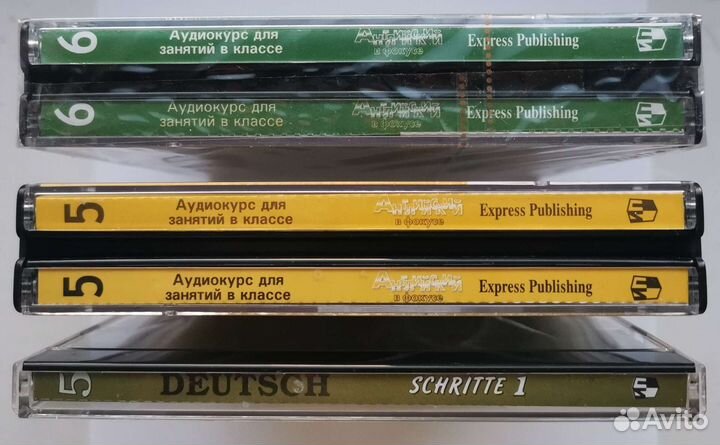 6
Аудиокурс для
занятий в классе
Английский
в фокусе
Express Publishing
6
Аудиокурс для
занятий в классе
Английский
в фокусе
Express Publishing
5
Аудиокурс для
занятий в классе
Английский
в фокусе
Express Publishing
5
Аудиокурс для
занятий в классе
Английский
в фокусе
Express Publishing
5
DEUTSCH
SCHRITTE 1
Avito